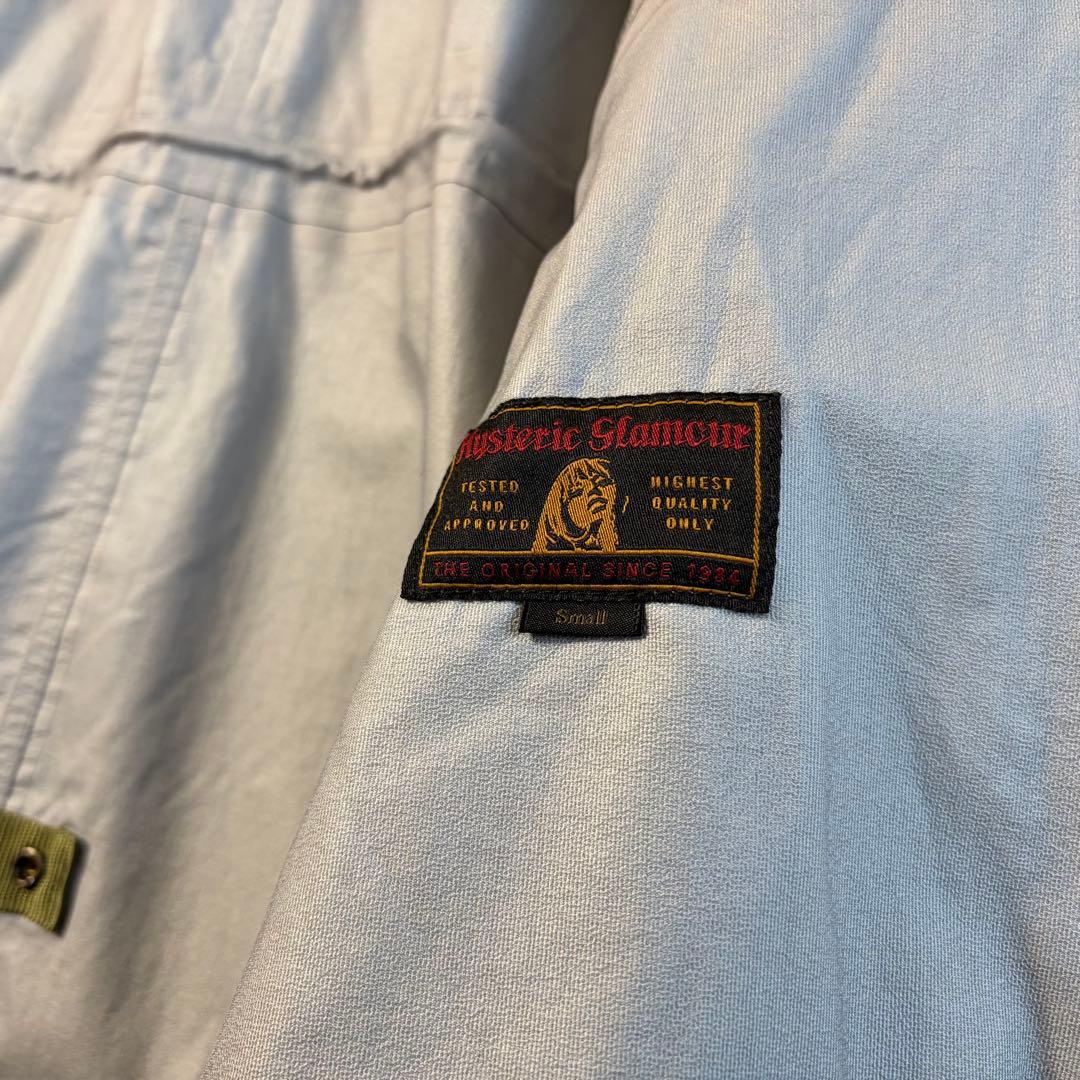 Hysteric Glamour
TESTED
AND
APPROVED
HIGHEST
QUALITY
ONLY
THE ORIGINAL SINCE 1984
Small